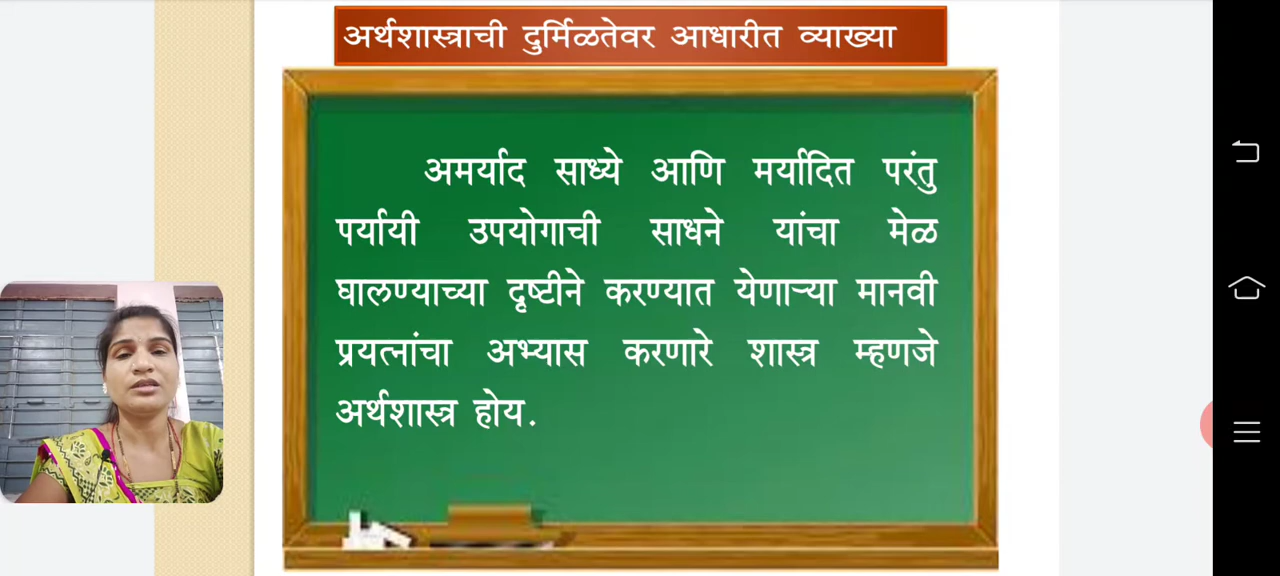 अर्थशास्त्राची दुर्मिळतेवर आधारीत व्याख्या
अमर्याद साध्ये आणि मर्यादित परंतु
पर्यायी उपयोगाची साधने यांचा मेळ
घालण्याच्या दृष्टीने करण्यात येणाऱ्या मानवी
प्रयत्नांचा अभ्यास करणारे शास्त्र म्हणजे
अर्थशास्त्र होय.